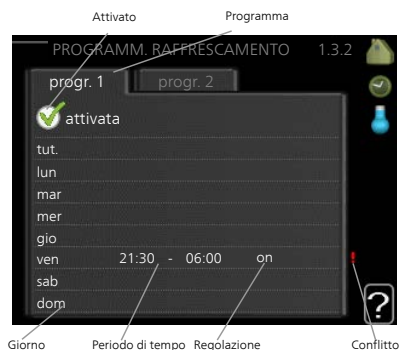 Attivato Programma
PROGRAMM. RAFFRESCAMENTO 1.3.2
progr. 1 progr. 2
attivata
tut.
lun
mar
mer
gio
ven 21:30 - 06:00 on !
sab
dom
?
Giorno Periodo di tempo Regolazione Conflitto